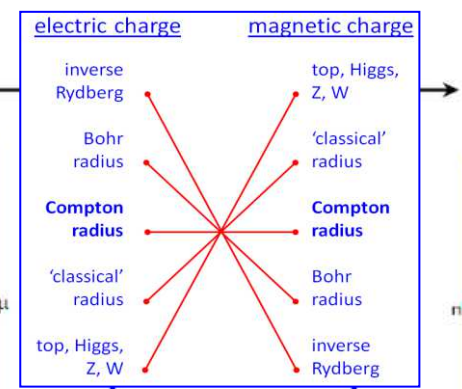 electric charge
magnetic charge
inverse
Rydberg
top, Higgs,
Z, W
Bohr
radius
'classical'
radius
Compton
radius
Compton
radius
'classical'
radius
Bohr
radius
top, Higgs,
Z, W
inverse
Rydberg
μ